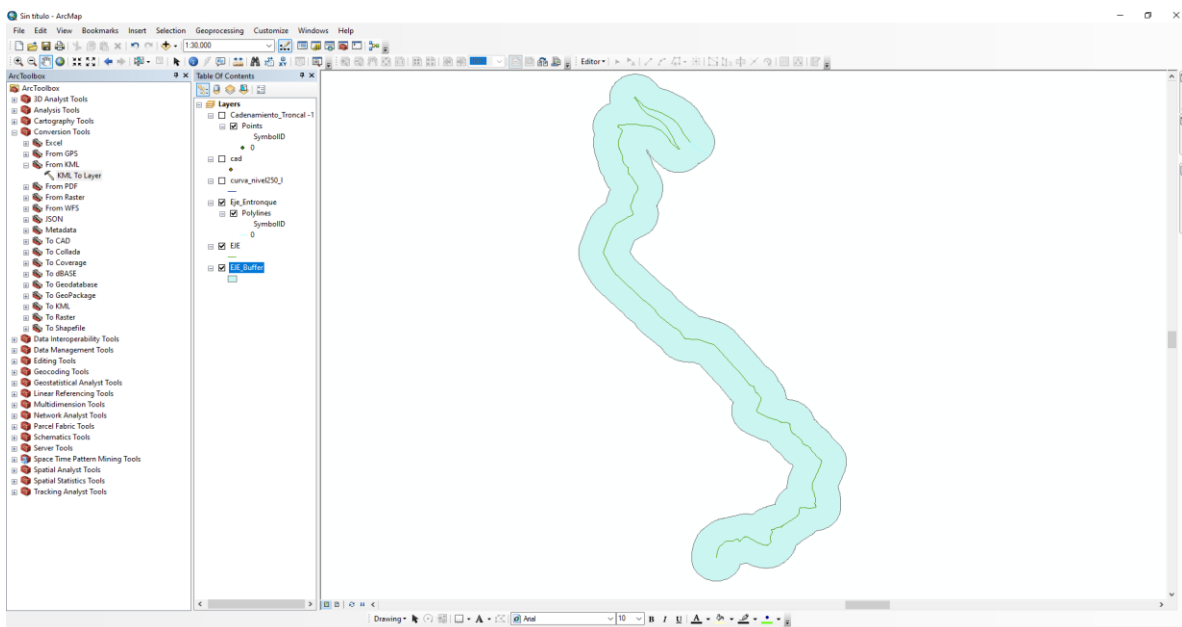 Sin título - ArcMap
File Edit View Bookmarks Insert Selection Geoprocessing Customize Windows Help
1:30,000
Editor
ArcToolbox
ArcToolbox
3D Analyst Tools
Analysis Tools
Cartography Tools
Conversion Tools
Excel
From GPS
From KML
KML To Layer
From PDF
From Raster
From WFS
JSON
Metadata
To CAD
To Collada
To Coverage
To dBASE
To Geodatabase
To GeoPackage
To KML
To Raster
To Shapefile
Data Interoperability Tools
Data Management Tools
Editing Tools
Geocoding Tools
Geostatistical Analyst Tools
Linear Referencing Tools
Multidimension Tools
Network Analyst Tools
Parcel Fabric Tools
Schematics Tools
Server Tools
Space Time Pattern Mining Tools
Spatial Analyst Tools
Spatial Statistics Tools
Tracking Analyst Tools
Table Of Contents
Layers
Cadenamiento_Troncal -1
Points
SymbolID
0
cad
curva_nivel250_l
Eje_Entronque
Polylines
SymbolID
0
EJE
EJE_Buffer
Drawing
A
Arial
10
B I U A